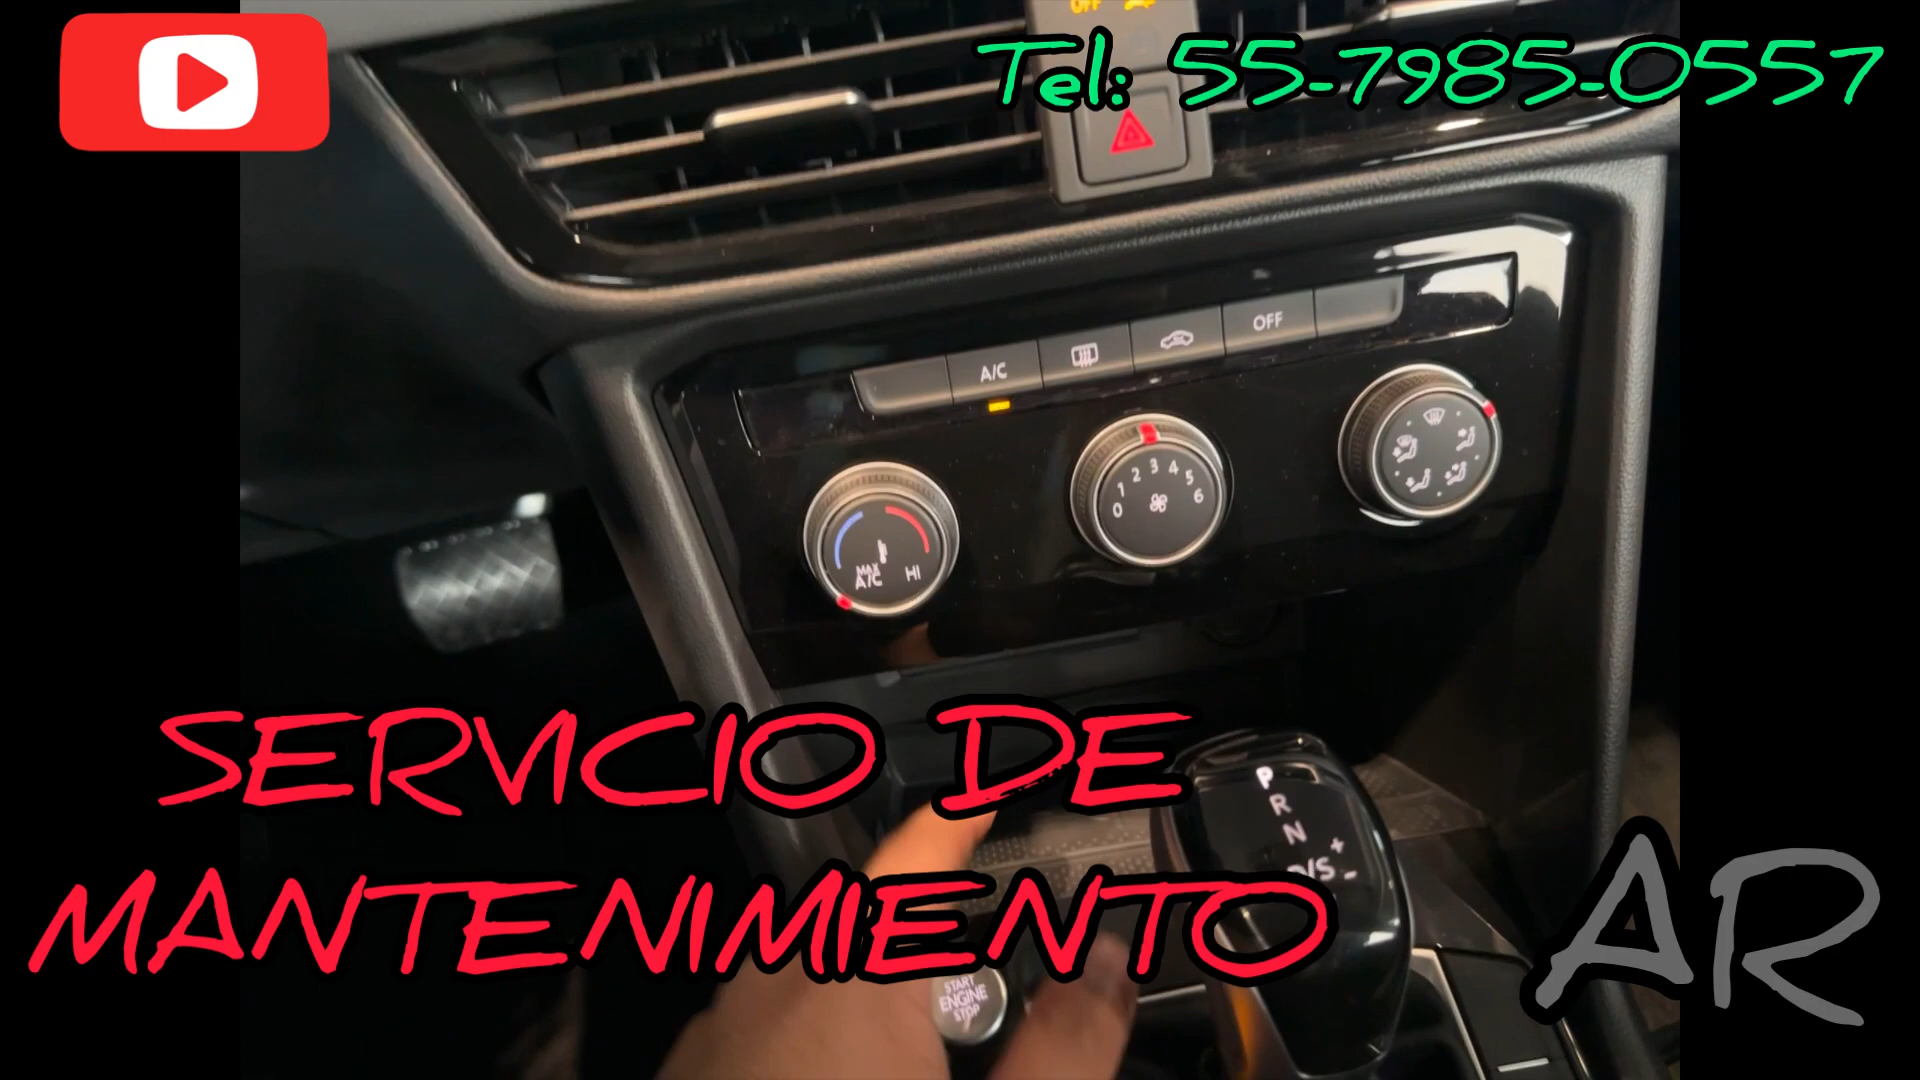 OFF
Tel: 55-7985-0557
A/C
OFF
0 1 2 3 4 5 6
MAX
A/C HI
SERVICIO DE
MANTENIMIENTO
AR
P
R
N
D/S + -
START
ENGINE
STOP